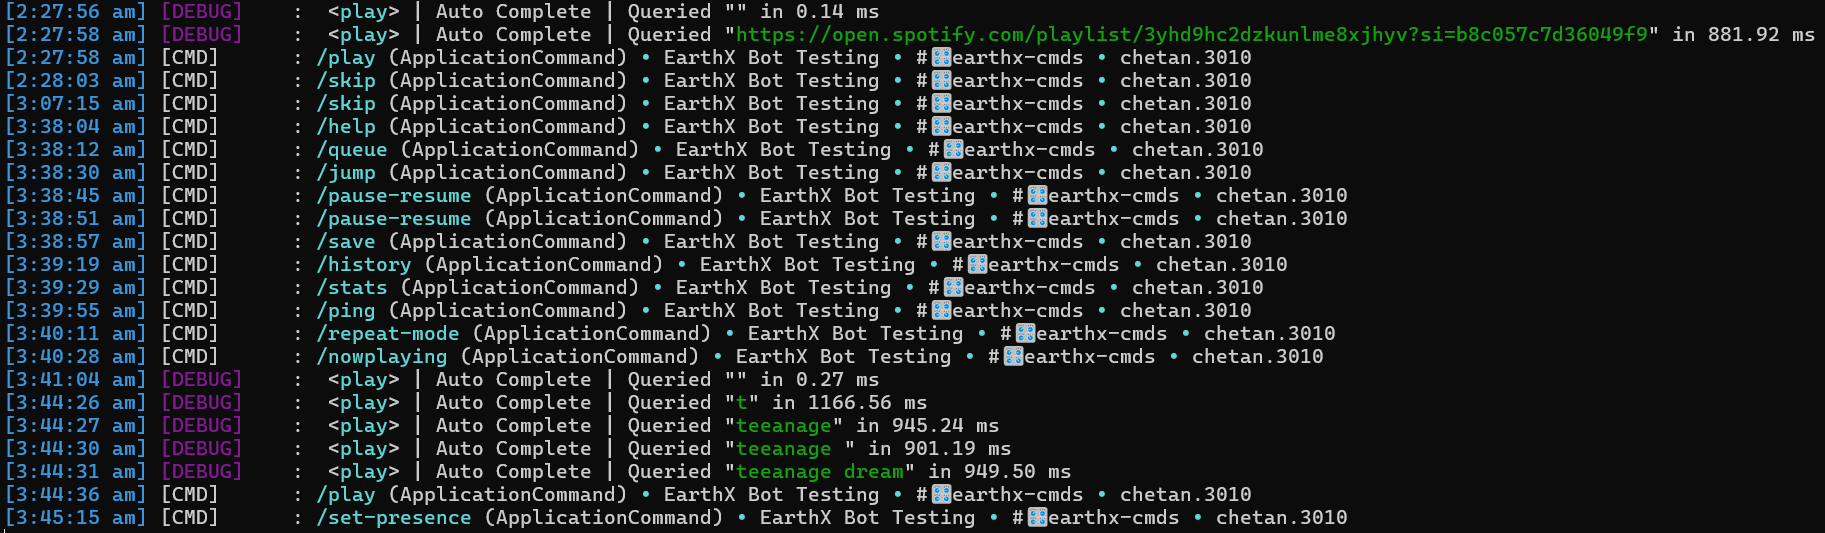 [2:27:56 am] [DEBUG] : <play> | Auto Complete | Queried "" in 0.14 ms
[2:27:58 am] [DEBUG] : <play> | Auto Complete | Queried "https://open.spotify.com/playlist/3yhd9hc2dzkunlme8xjhyv?si=b8c057c7d36049f9" in 881.92 ms
[2:27:58 am] [CMD] : /play (ApplicationCommand) • EarthX Bot Testing • #🎛️earthx-cmds • chetan.3010
[2:28:03 am] [CMD] : /skip (ApplicationCommand) • EarthX Bot Testing • #🎛️earthx-cmds • chetan.3010
[3:07:15 am] [CMD] : /skip (ApplicationCommand) • EarthX Bot Testing • #🎛️earthx-cmds • chetan.3010
[3:38:04 am] [CMD] : /help (ApplicationCommand) • EarthX Bot Testing • #🎛️earthx-cmds • chetan.3010
[3:38:12 am] [CMD] : /queue (ApplicationCommand) • EarthX Bot Testing • #🎛️earthx-cmds • chetan.3010
[3:38:30 am] [CMD] : /jump (ApplicationCommand) • EarthX Bot Testing • #🎛️earthx-cmds • chetan.3010
[3:38:45 am] [CMD] : /pause-resume (ApplicationCommand) • EarthX Bot Testing • #🎛️earthx-cmds • chetan.3010
[3:38:51 am] [CMD] : /pause-resume (ApplicationCommand) • EarthX Bot Testing • #🎛️earthx-cmds • chetan.3010
[3:38:57 am] [CMD] : /save (ApplicationCommand) • EarthX Bot Testing • #🎛️earthx-cmds • chetan.3010
[3:39:19 am] [CMD] : /history (ApplicationCommand) • EarthX Bot Testing • #🎛️earthx-cmds • chetan.3010
[3:39:29 am] [CMD] : /stats (ApplicationCommand) • EarthX Bot Testing • #🎛️earthx-cmds • chetan.3010
[3:39:55 am] [CMD] : /ping (ApplicationCommand) • EarthX Bot Testing • #🎛️earthx-cmds • chetan.3010
[3:40:11 am] [CMD] : /repeat-mode (ApplicationCommand) • EarthX Bot Testing • #🎛️earthx-cmds • chetan.3010
[3:40:28 am] [CMD] : /nowplaying (ApplicationCommand) • EarthX Bot Testing • #🎛️earthx-cmds • chetan.3010
[3:41:04 am] [DEBUG] : <play> | Auto Complete | Queried "" in 0.27 ms
[3:44:26 am] [DEBUG] : <play> | Auto Complete | Queried "t" in 1166.56 ms
[3:44:27 am] [DEBUG] : <play> | Auto Complete | Queried "teeanage" in 945.24 ms
[3:44:30 am] [DEBUG] : <play> | Auto Complete | Queried "teeanage " in 901.19 ms
[3:44:31 am] [DEBUG] : <play> | Auto Complete | Queried "teeanage dream" in 949.50 ms
[3:44:36 am] [CMD] : /play (ApplicationCommand) • EarthX Bot Testing • #🎛️earthx-cmds • chetan.3010
[3:45:15 am] [CMD] : /set-presence (ApplicationCommand) • EarthX Bot Testing • #🎛️earthx-cmds • chetan.3010